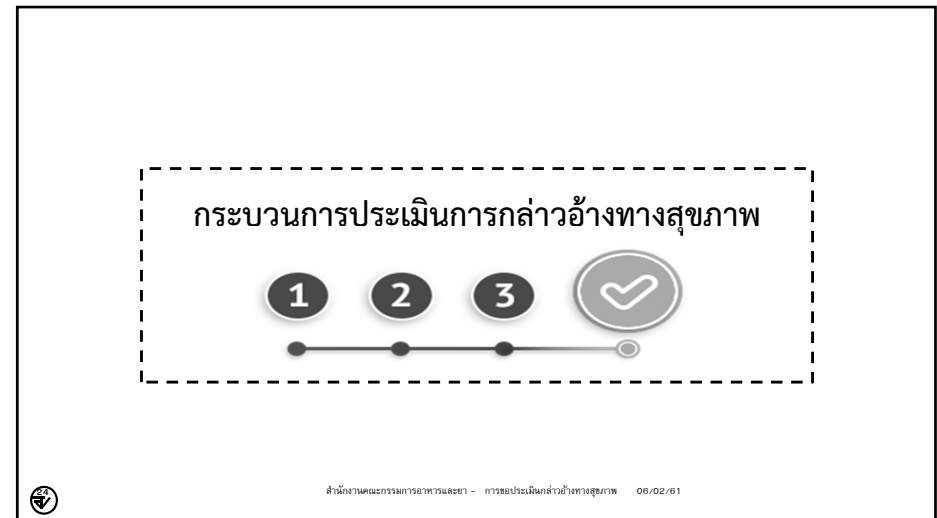 กระบวนการประเมินการกล่าวอ้างทางสุขภาพ
1 2 3
24
สำนักงานคณะกรรมการอาหารและยา - การขอประเมินกล่าวอ้างทางสุขภาพ 06/02/61